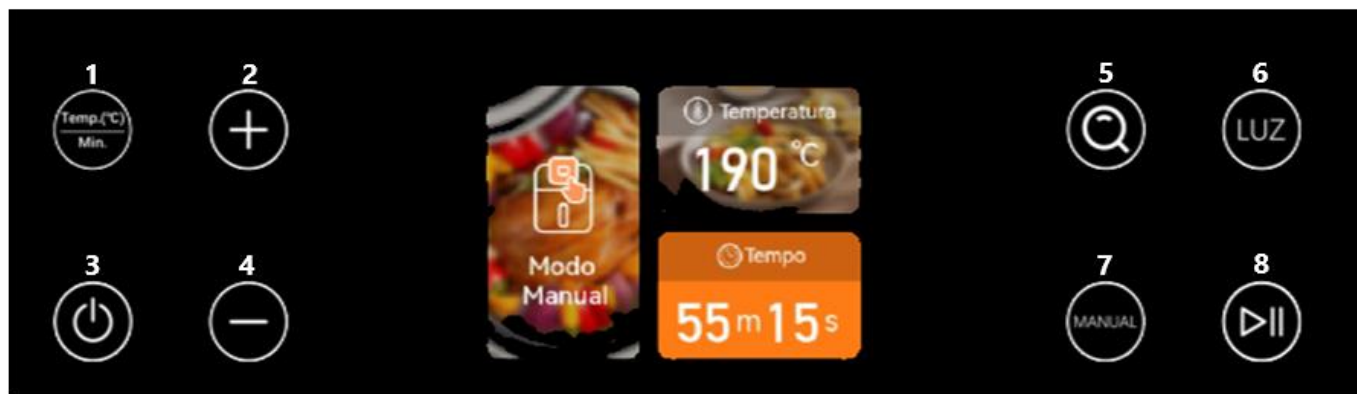 1
Temp.(°C)
Min.
2
3
4
Modo
Manual
Temperatura
190 °C
Tempo
55m15s
5
6
LUZ
7
MANUAL
8